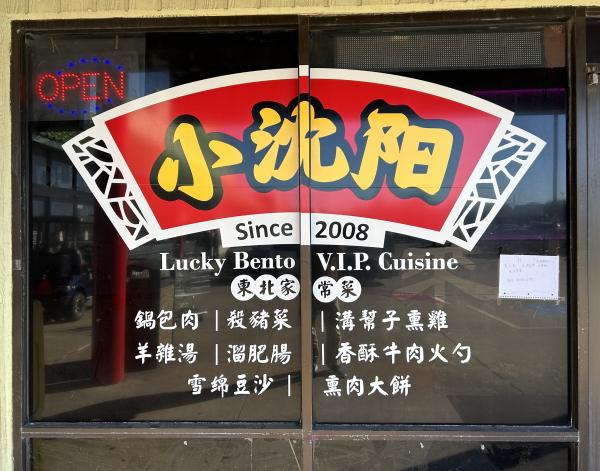 OPEN
小沈阳
Since 2008
Lucky Bento V.I.P. Cuisine
東北家常菜
鍋包肉 | 殺豬菜 | 溝幫子熏雞
羊雜湯 | 溜肥腸 | 香酥牛肉火勺
雪绵豆沙 | 熏肉大餅